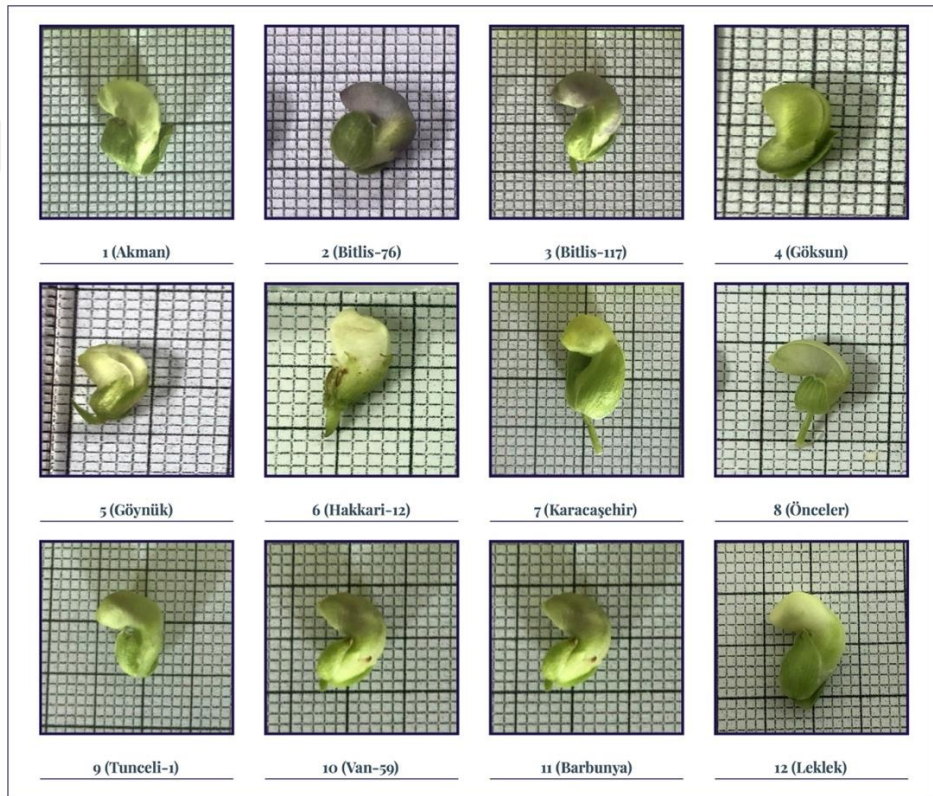 1 (Akman)
2 (Bitlis-76)
3 (Bitlis-117)
4 (Göksun)
5 (Göynük)
6 (Hakkari-12)
7 (Karacaşehir)
8 (Önceler)
9 (Tunceli-1)
10 (Van-59)
11 (Barbunya)
12 (Leklek)